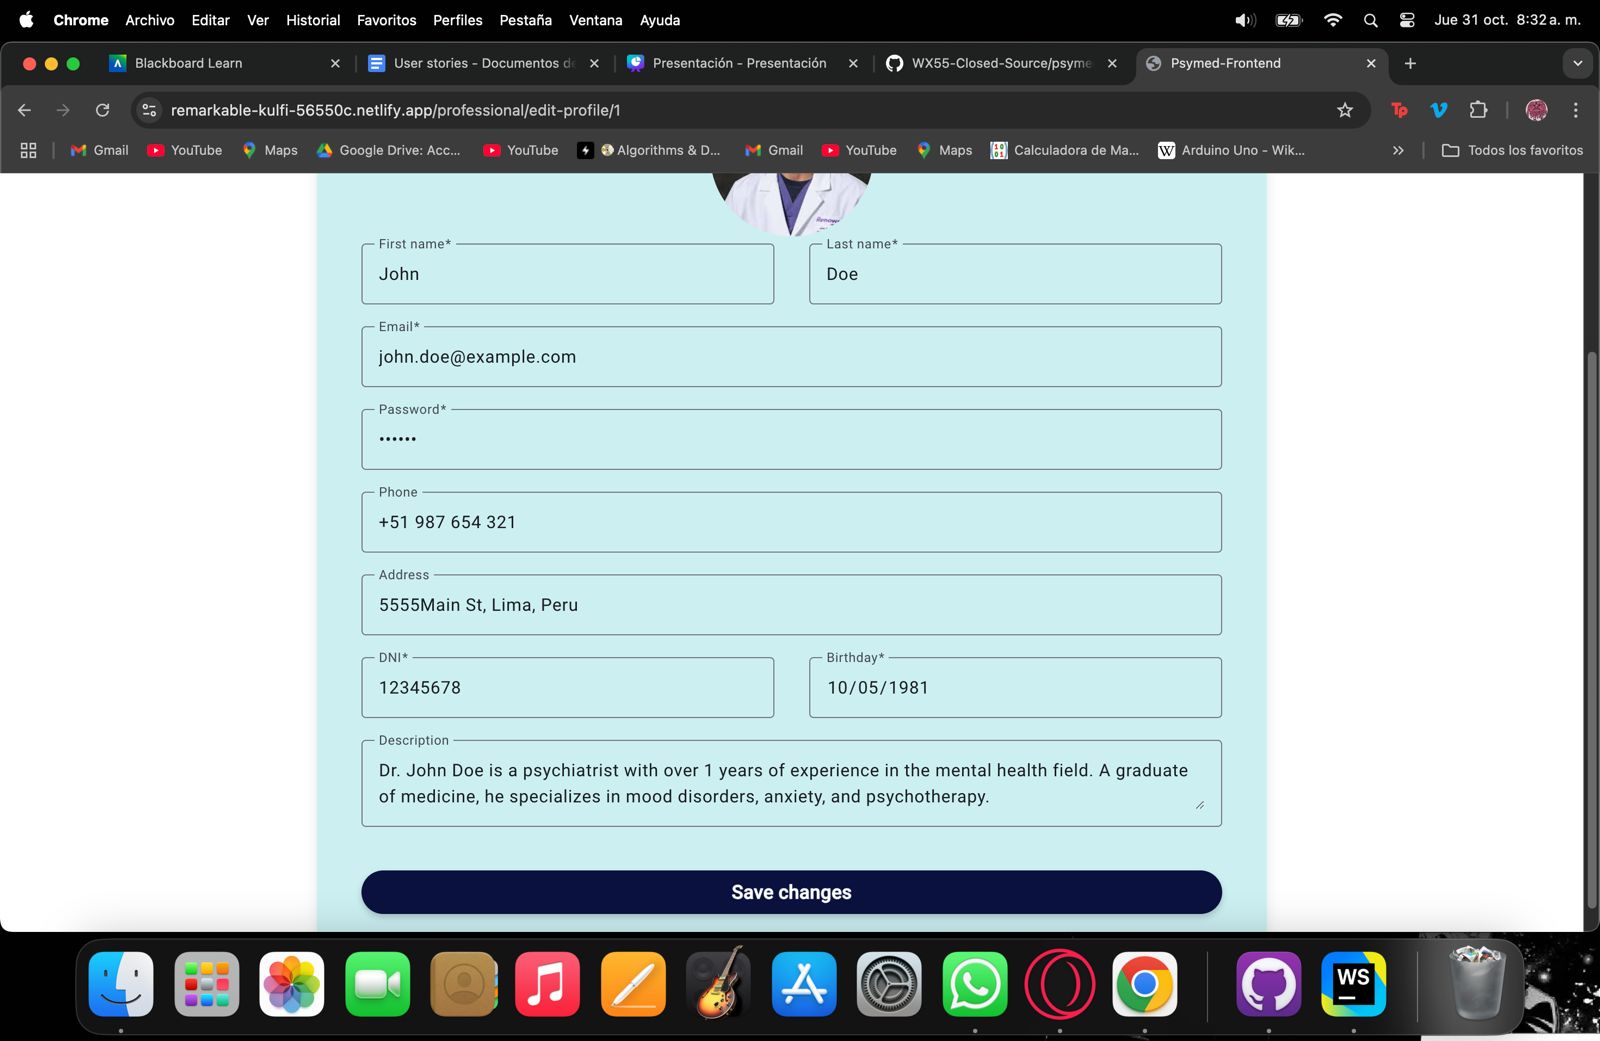 Chrome Archivo Editar Ver Historial Favoritos Perfiles Pestaña Ventana Ayuda Jue 31 oct. 8:32 a. m.
Blackboard Learn User stories - Documentos de Presentación - Presentación WX55-Closed-Source/psyme Psymed-Frontend
remarkable-kulfi-56550c.netlify.app/professional/edit-profile/1 Tp
Gmail YouTube Maps Google Drive: Acc... YouTube Algorithms & D... Gmail YouTube Maps Calculadora de Ma... W Arduino Uno – Wik... » Todos los favoritos
First name* Last name*
John Doe
Email*
john.doe@example.com
Password*
••••••
Phone
+51 987 654 321
Address
5555Main St, Lima, Peru
DNI* Birthday*
12345678 10/05/1981
Description
Dr. John Doe is a psychiatrist with over 1 years of experience in the mental health field. A graduate
of medicine, he specializes in mood disorders, anxiety, and psychotherapy.
Save changes
WS